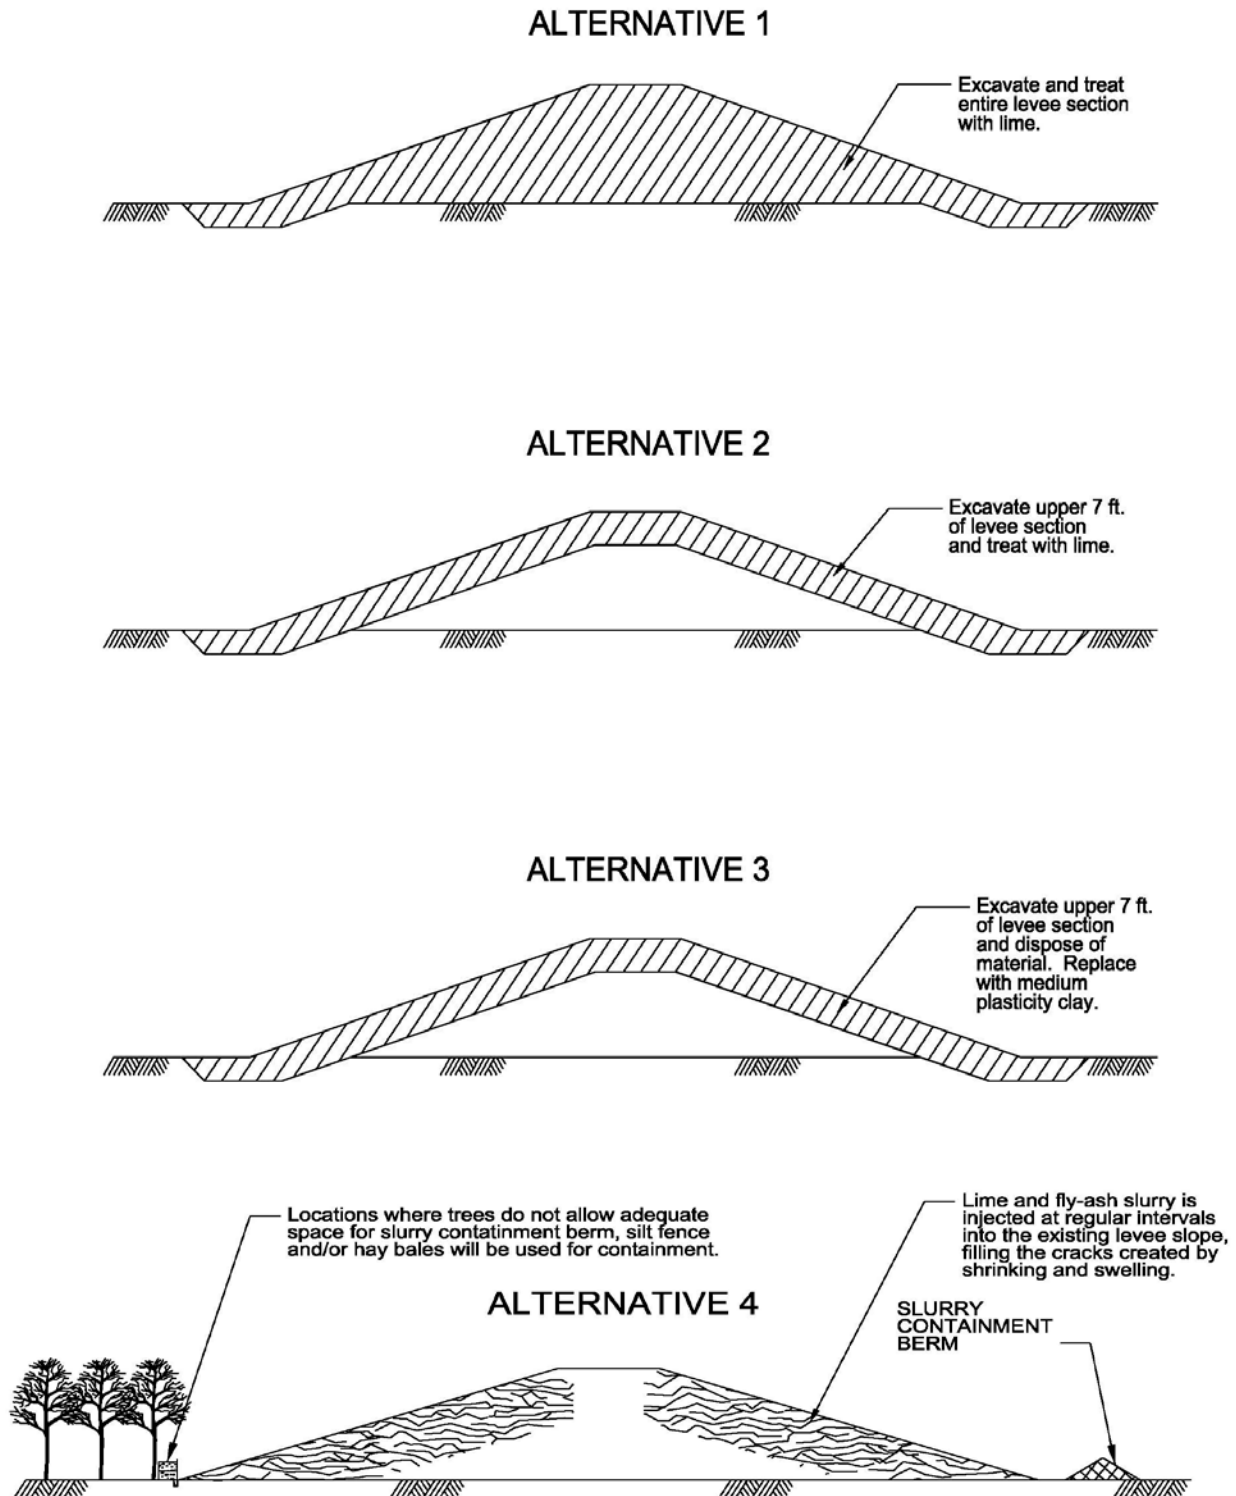 ALTERNATIVE 1
Excavate and treat
entire levee section
with lime.
ALTERNATIVE 2
Excavate upper 7 ft.
of levee section
and treat with lime.
ALTERNATIVE 3
Excavate upper 7 ft.
of levee section
and dispose of
material. Replace
with medium
plasticity clay.
Locations where trees do not allow adequate
space for slurry contatinment berm, silt fence
and/or hay bales will be used for containment.
Lime and fly-ash slurry is
injected at regular intervals
into the existing levee slope,
filling the cracks created by
shrinking and swelling.
ALTERNATIVE 4
SLURRY
CONTAINMENT
BERM